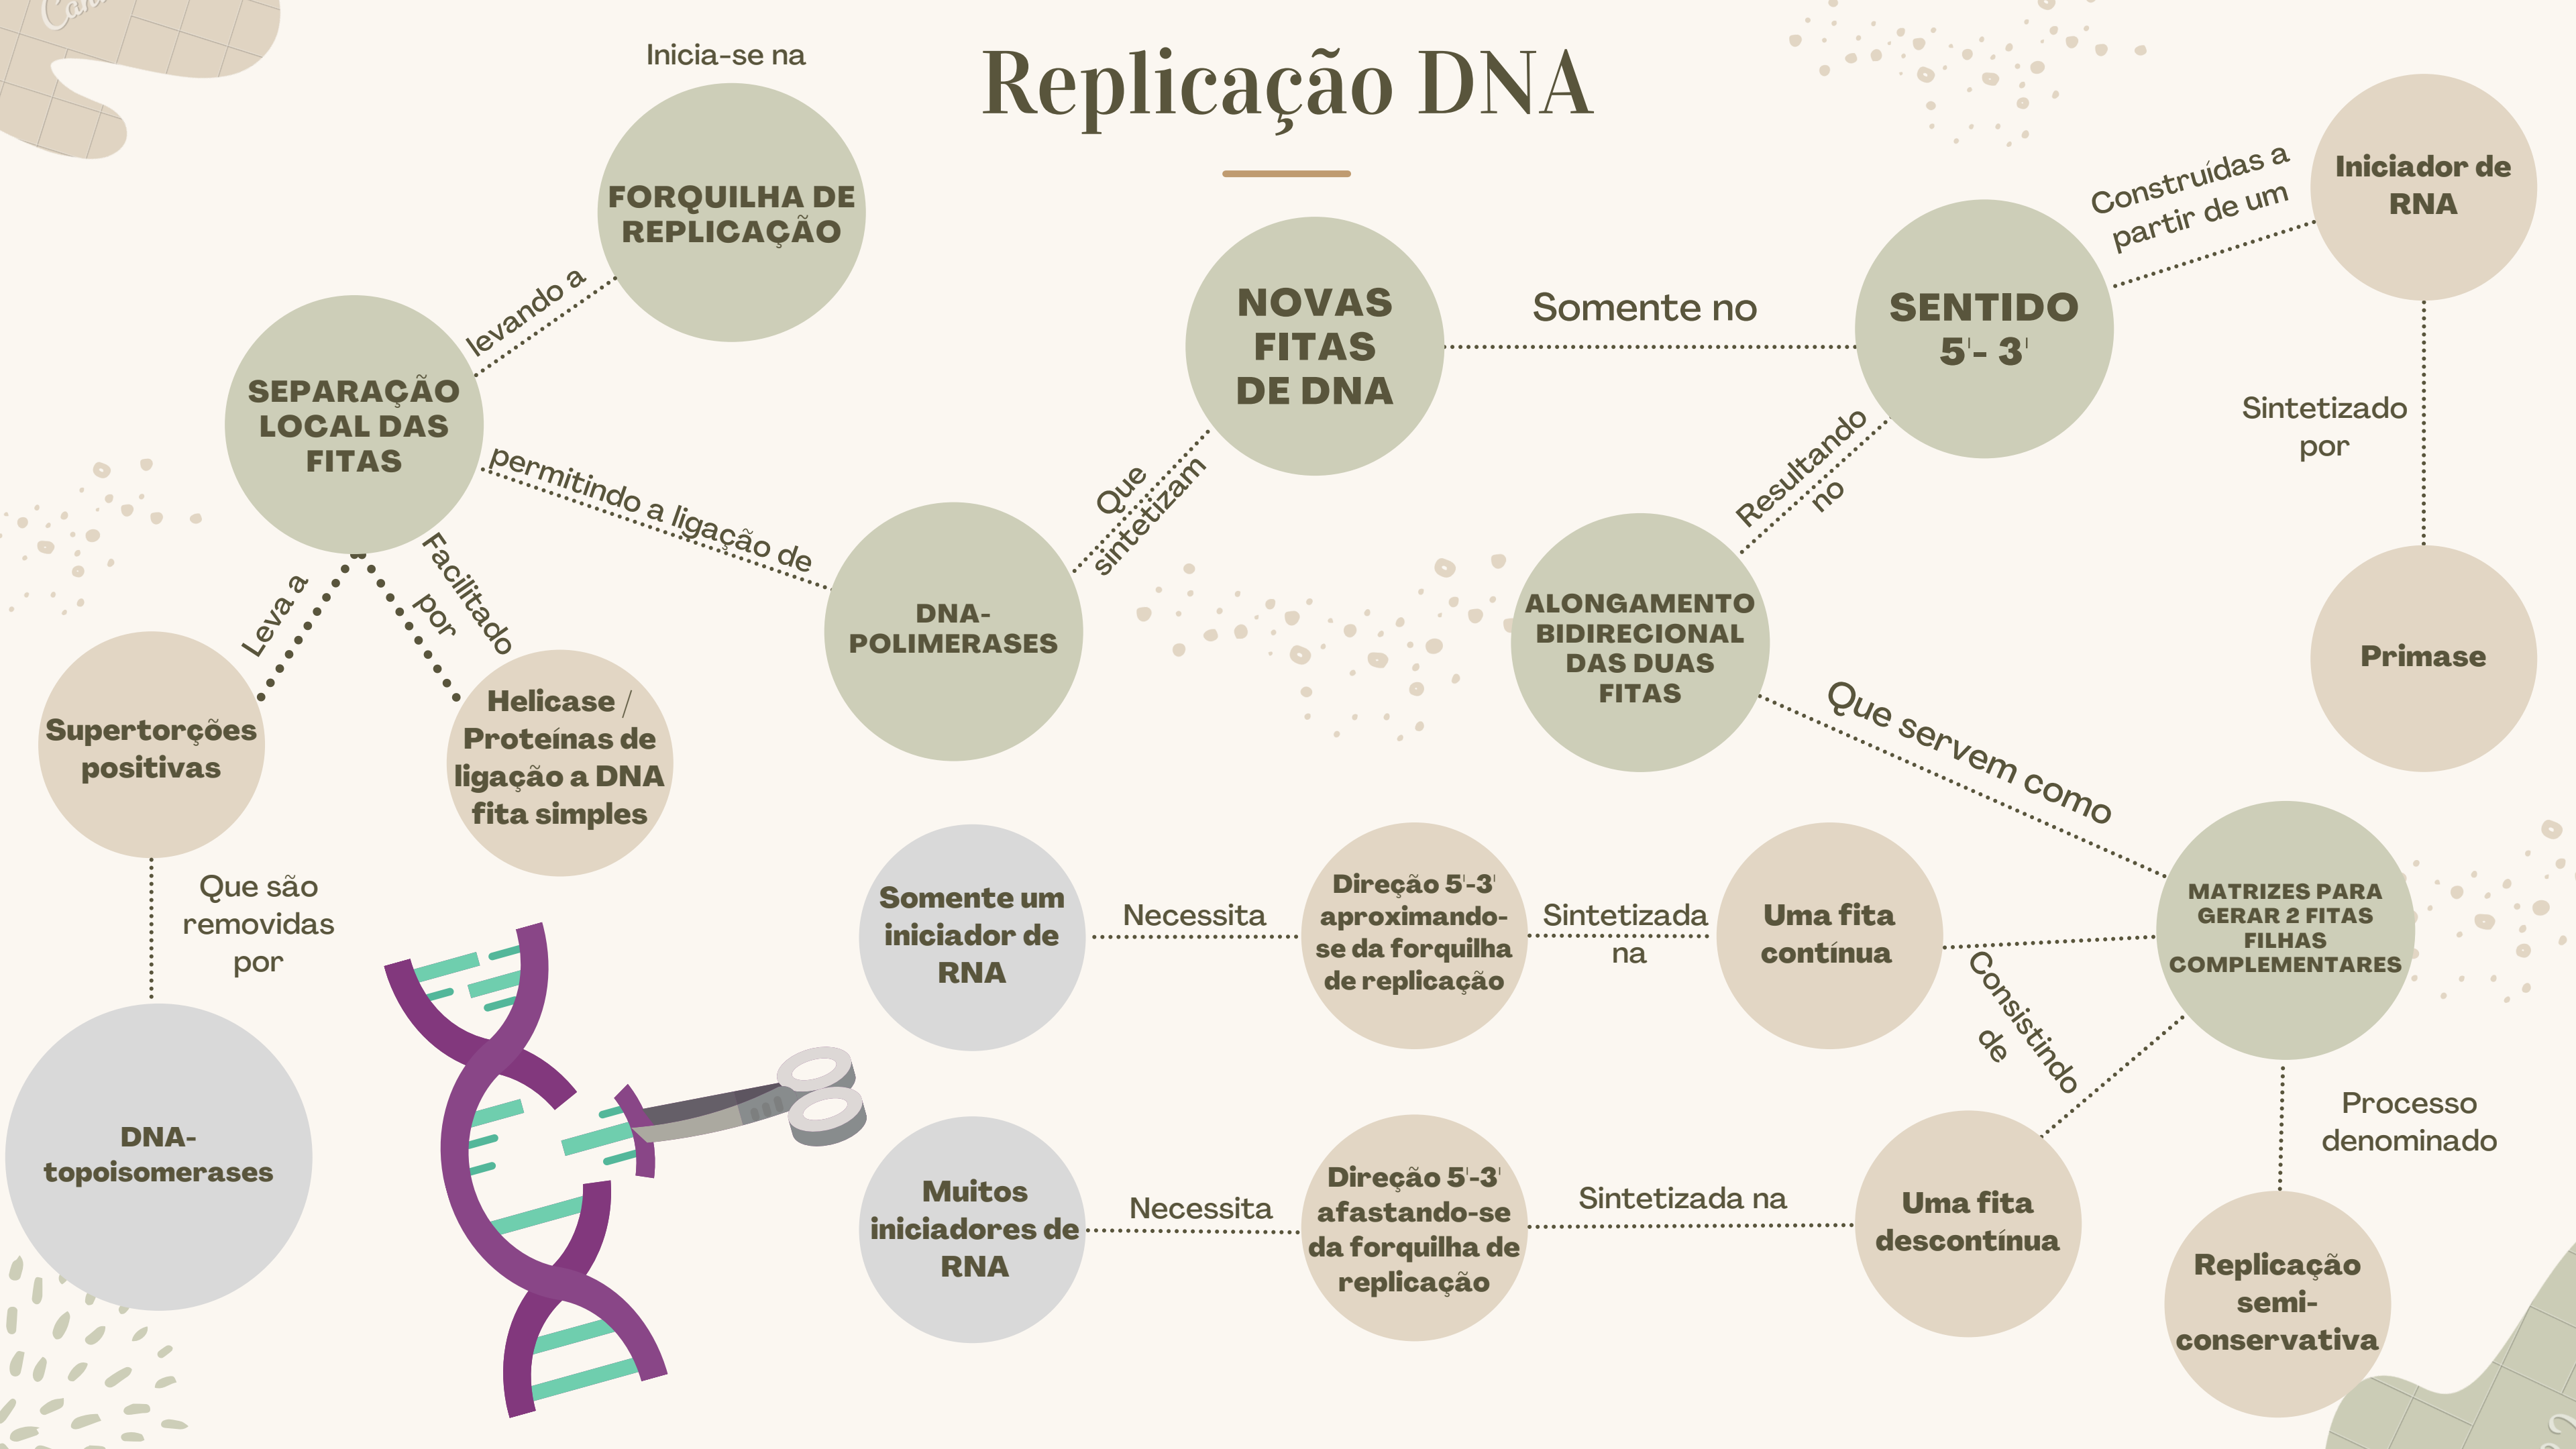 Replicação DNA
Inicia-se na
FORQUILHA DE
REPLICAÇÃO
levando a
SEPARAÇÃO
LOCAL DAS
FITAS
permitindo a ligação de
Leva a
Facilitado
por
Supertorções
positivas
Helicase /
Proteínas de
ligação a DNA
fita simples
Que são
removidas
por
DNA-
topoisomerases
DNA-
POLIMERASES
Que
sintetizam
NOVAS
FITAS
DE DNA
Somente no
SENTIDO
5'- 3'
Construídas a
partir de um
Iniciador de
RNA
Sintetizado
por
Primase
Resultando
no
ALONGAMENTO
BIDIRECIONAL
DAS DUAS
FITAS
Que servem como
MATRIZES PARA
GERAR 2 FITAS
FILHAS
COMPLEMENTARES
Consistindo
de
Uma fita
contínua
Sintetizada
na
Direção 5'-3'
aproximando-
se da forquilha
de replicação
Necessita
Somente um
iniciador de
RNA
Uma fita
descontínua
Sintetizada na
Direção 5'-3'
afastando-se
da forquilha de
replicação
Necessita
Muitos
iniciadores de
RNA
Processo
denominado
Replicação
semi-
conservativa